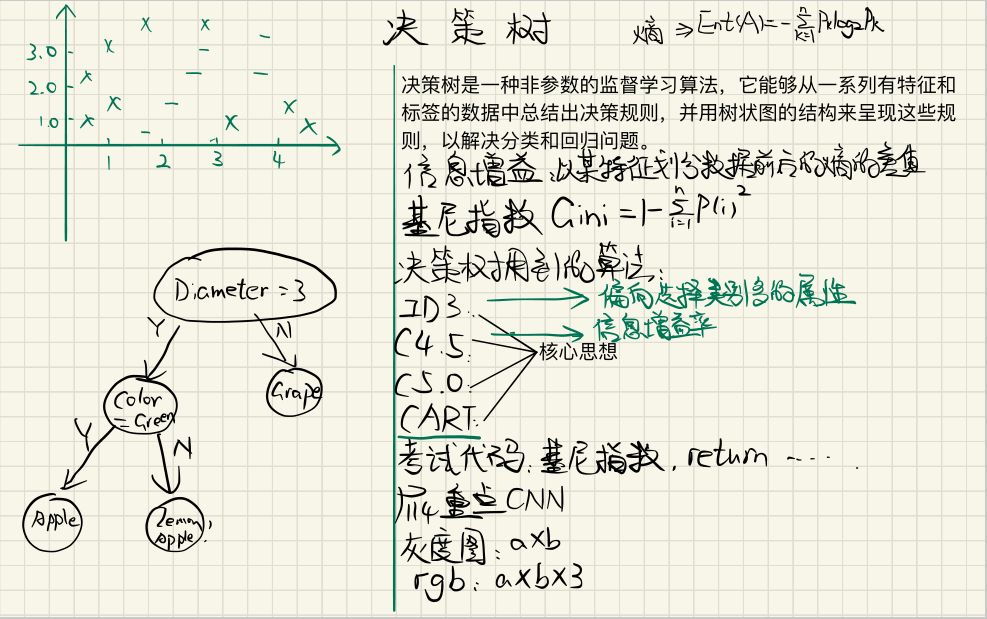 决策树
熵 ⇒ Ent(A)=-∑ⁿₖ₌₁ Pk log₂ Pk
3.0
2.0
1.0
1 2 3 4
决策树是一种非参数的监督学习算法，它能够从一系列有特征和
标签的数据中总结出决策规则，并用树状图的结构来呈现这些规
则，以解决分类和回归问题。
信息增益:以某特征划分数据前后的熵的差值
基尼指数 Gini = 1-∑ⁿᵢ₌₁ P(i)²
决策树用到的算法:
ID3: → 偏向选择类别多的属性
C4.5: → 信息增益率
核心思想
C5.0:
CART:
考试代码:基尼指数, return ······
重点CNN
灰度图: a×b
rgb: a×b×3
Diameter = 3
Y N
Color
= Green
Grape
Y N
Apple
Lemon,
Apple.